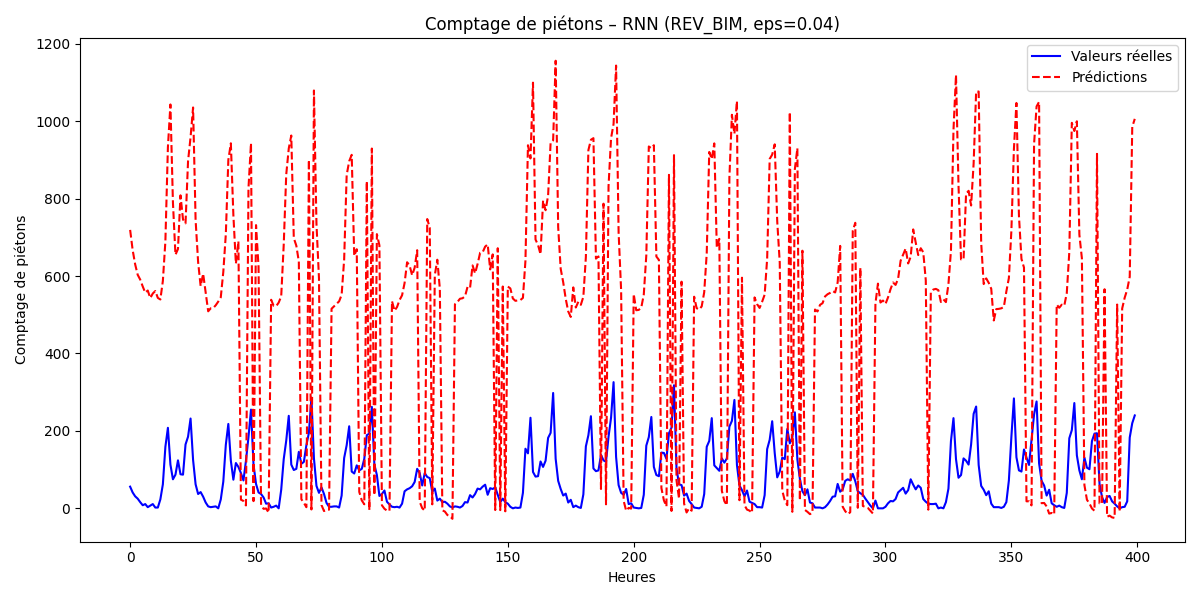 Comptage de piétons – RNN (REV_BIM, eps=0.04)
Valeurs réelles
Prédictions
Comptage de piétons
1200
1000
800
600
400
200
0
0 50 100 150 200 250 300 350 400
Heures